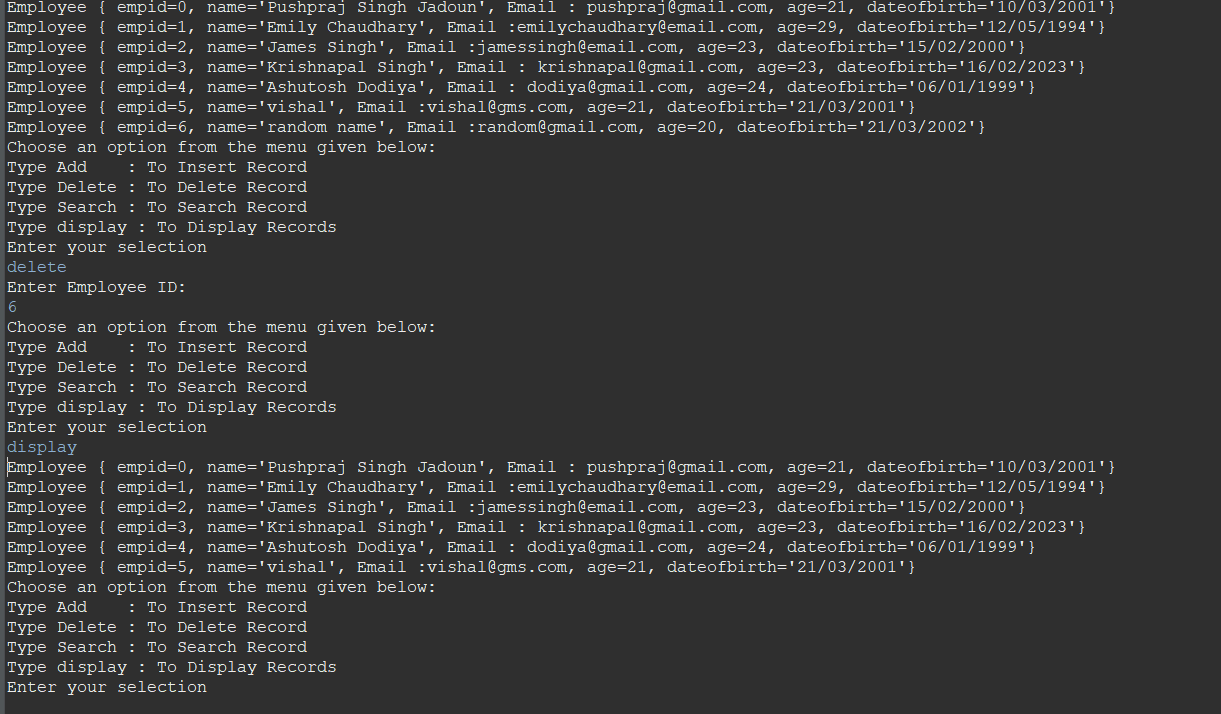 Employee { empid=0, name='Pushpraj Singh Jadoun', Email : pushpraj@gmail.com, age=21, dateofbirth='10/03/2001'}
Employee { empid=1, name='Emily Chaudhary', Email :emilychaudhary@email.com, age=29, dateofbirth='12/05/1994'}
Employee { empid=2, name='James Singh', Email :jamessingh@email.com, age=23, dateofbirth='15/02/2000'}
Employee { empid=3, name='Krishnapal Singh', Email : krishnapal@gmail.com, age=23, dateofbirth='16/02/2023'}
Employee { empid=4, name='Ashutosh Dodiya', Email : dodiya@gmail.com, age=24, dateofbirth='06/01/1999'}
Employee { empid=5, name='vishal', Email :vishal@gms.com, age=21, dateofbirth='21/03/2001'}
Employee { empid=6, name='random name', Email :random@gmail.com, age=20, dateofbirth='21/03/2002'}
Choose an option from the menu given below:
Type Add    : To Insert Record
Type Delete : To Delete Record
Type Search : To Search Record
Type display : To Display Records
Enter your selection
delete
Enter Employee ID:
6
Choose an option from the menu given below:
Type Add    : To Insert Record
Type Delete : To Delete Record
Type Search : To Search Record
Type display : To Display Records
Enter your selection
display
Employee { empid=0, name='Pushpraj Singh Jadoun', Email : pushpraj@gmail.com, age=21, dateofbirth='10/03/2001'}
Employee { empid=1, name='Emily Chaudhary', Email :emilychaudhary@email.com, age=29, dateofbirth='12/05/1994'}
Employee { empid=2, name='James Singh', Email :jamessingh@email.com, age=23, dateofbirth='15/02/2000'}
Employee { empid=3, name='Krishnapal Singh', Email : krishnapal@gmail.com, age=23, dateofbirth='16/02/2023'}
Employee { empid=4, name='Ashutosh Dodiya', Email : dodiya@gmail.com, age=24, dateofbirth='06/01/1999'}
Employee { empid=5, name='vishal', Email :vishal@gms.com, age=21, dateofbirth='21/03/2001'}
Choose an option from the menu given below:
Type Add    : To Insert Record
Type Delete : To Delete Record
Type Search : To Search Record
Type display : To Display Records
Enter your selection